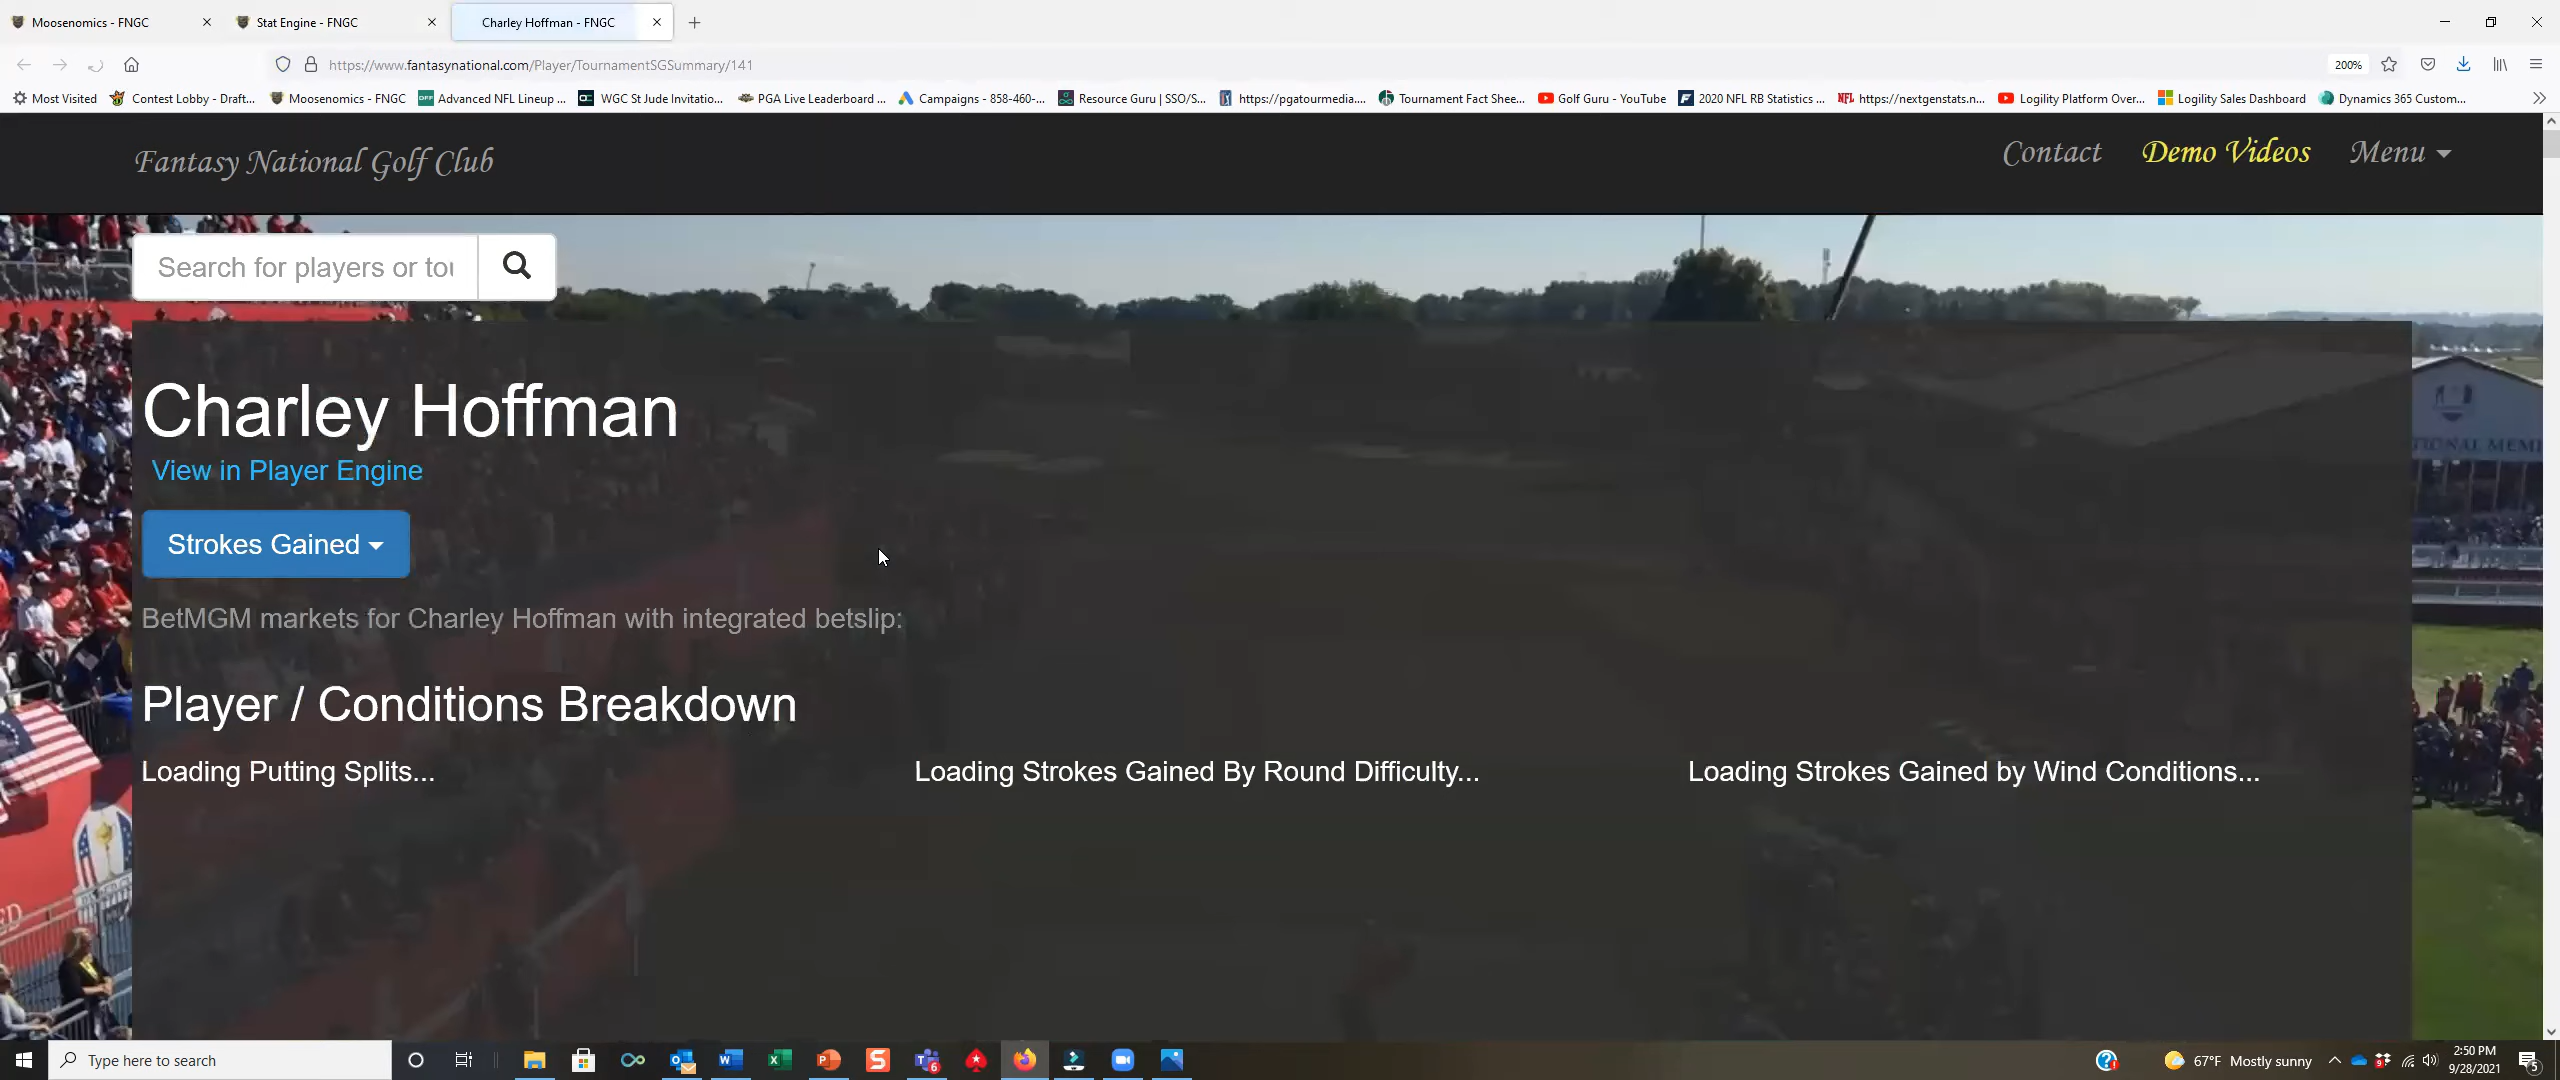 Moosenomics - FNGC
Stat Engine - FNGC
Charley Hoffman - FNGC
https://www.fantasynational.com/Player/TournamentSGSummary/141
200%
Most Visited
Contest Lobby - Draft...
Moosenomics - FNGC
Advanced NFL Lineup ...
WGC St Jude Invitatio...
PGA Live Leaderboard ...
Campaigns - 858-460-...
Resource Guru | SSO/S...
https://pgatourmedia....
Tournament Fact Shee...
Golf Guru - YouTube
2020 NFL RB Statistics ...
https://nextgenstats.n...
Logility Platform Over...
Logility Sales Dashboard
Dynamics 365 Custom...
Fantasy National Golf Club
Contact
Demo Videos
Menu
Search for players or tou
Charley Hoffman
View in Player Engine
Strokes Gained
BetMGM markets for Charley Hoffman with integrated betslip:
Player / Conditions Breakdown
Loading Putting Splits...
Loading Strokes Gained By Round Difficulty...
Loading Strokes Gained by Wind Conditions...
Type here to search
67°F Mostly sunny
2:50 PM
9/28/2021